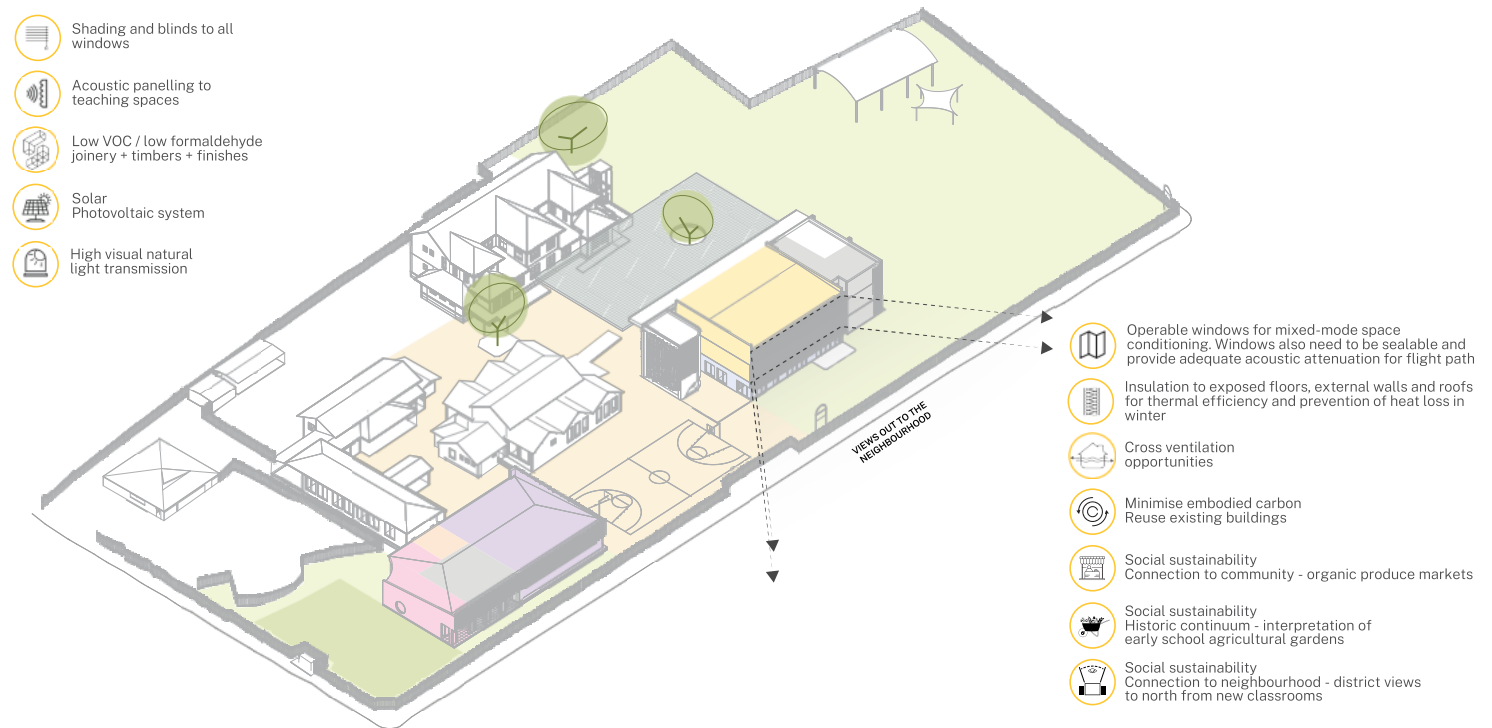 Shading and blinds to all
windows
Acoustic panelling to
teaching spaces
Low VOC / low formaldehyde
joinery + timbers + finishes
Solar
Photovoltaic system
High visual natural
light transmission
VIEWS OUT TO THE
NEIGHBOURHOOD
Operable windows for mixed-mode space
conditioning. Windows also need to be sealable and
provide adequate acoustic attenuation for flight path
Insulation to exposed floors, external walls and roofs
for thermal efficiency and prevention of heat loss in
winter
Cross ventilation
opportunities
Minimise embodied carbon
Reuse existing buildings
Social sustainability
Connection to community - organic produce markets
Social sustainability
Historic continuum - interpretation of
early school agricultural gardens
Social sustainability
Connection to neighbourhood - district views
to north from new classrooms